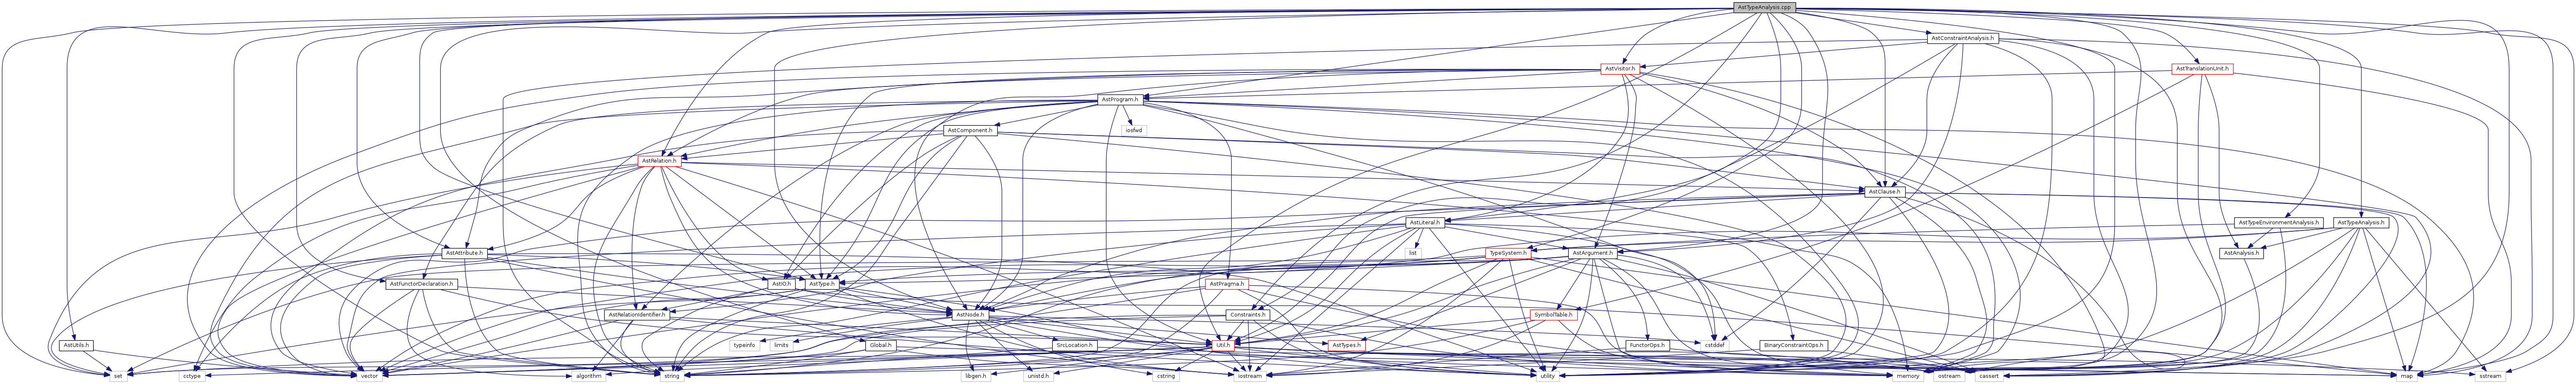 AstTypeAnalysis.cpp
AstConstraintAnalysis.h
AstVisitor.h
AstTranslationUnit.h
AstProgram.h
AstComponent.h
iosfwd
AstRelation.h
AstClause.h
AstLiteral.h
AstTypeEnvironmentAnalysis.h
AstTypeAnalysis.h
AstAttribute.h
list
TypeSystem.h
AstArgument.h
AstAnalysis.h
AstFunctorDeclaration.h
AstIO.h
AstType.h
AstPragma.h
AstRelationIdentifier.h
AstNode.h
Constraints.h
SymbolTable.h
AstUtils.h
Global.h
typeinfo
limits
SrcLocation.h
Util.h
AstTypes.h
cstddef
FunctorOps.h
BinaryConstraintOps.h
set
vector
cctype
algorithm
string
libgen.h
unistd.h
cstring
iostream
utility
memory
ostream
cassert
map
sstream